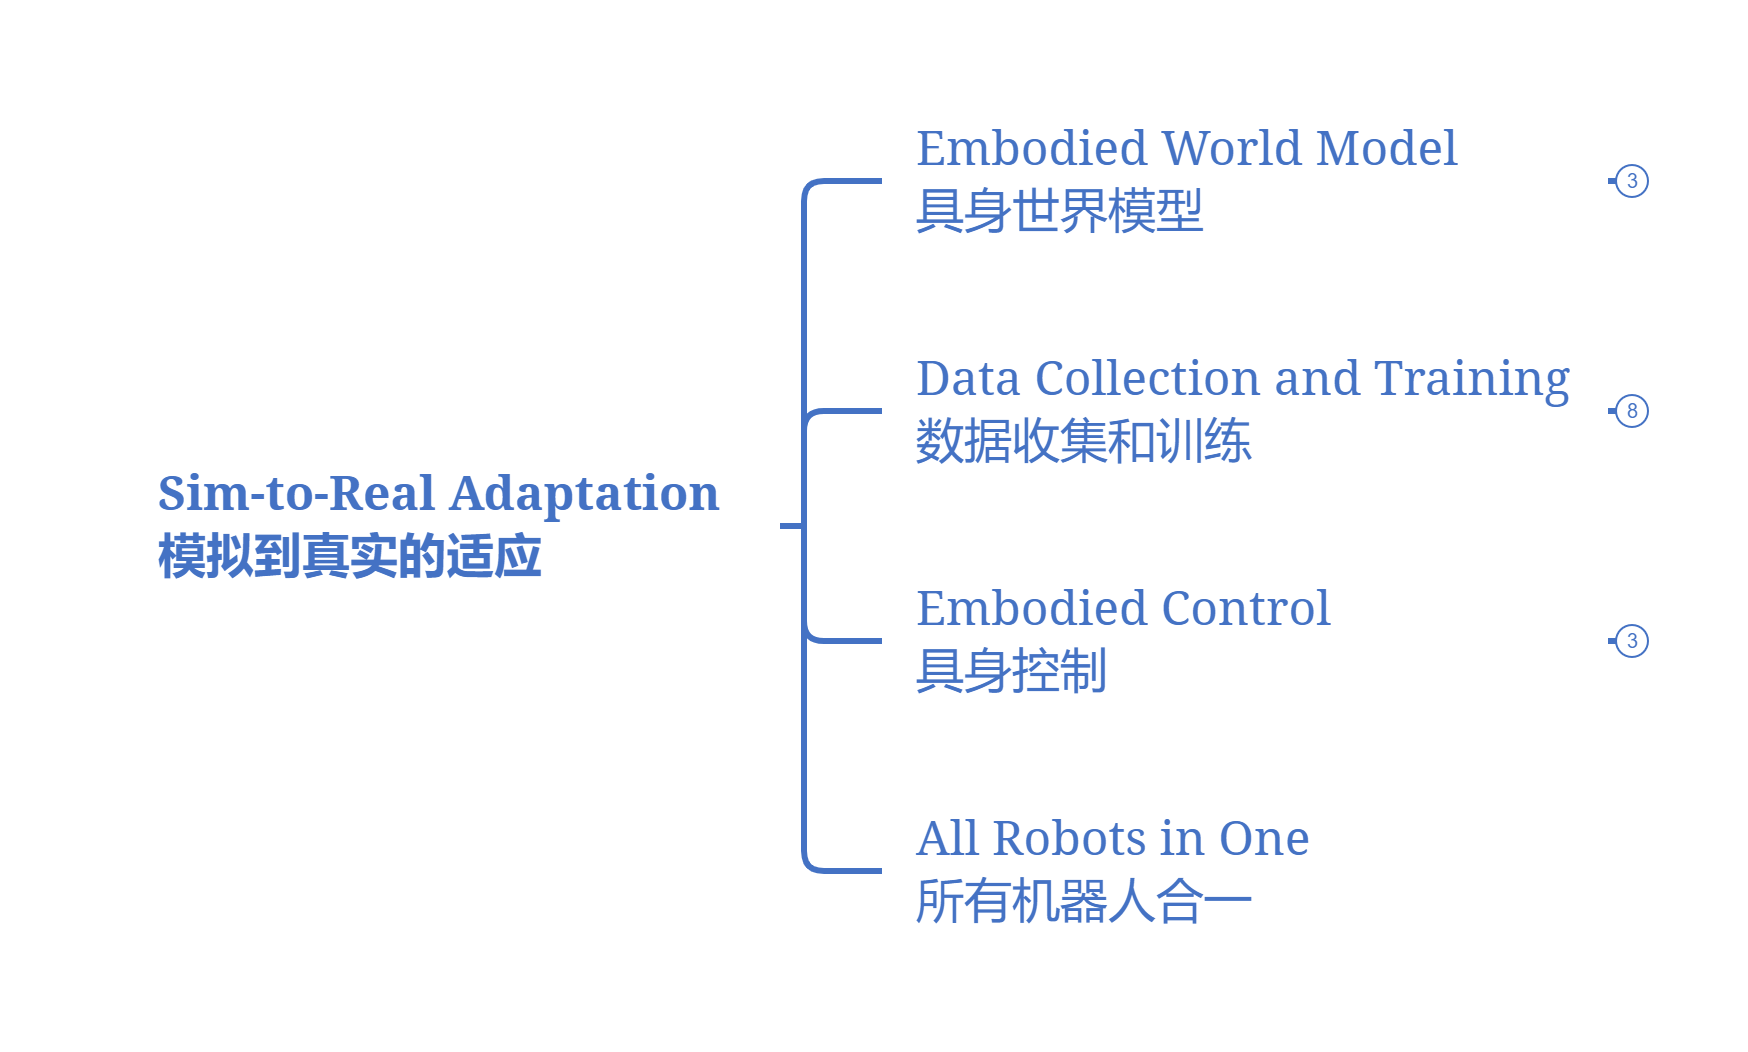 Sim-to-Real Adaptation
模拟到真实的适应
Embodied World Model
具身世界模型
3
Data Collection and Training
数据收集和训练
8
Embodied Control
具身控制
3
All Robots in One
所有机器人合一